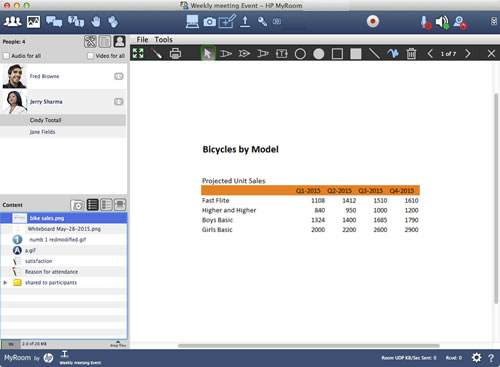 Weekly meeting Event - HP MyRoom
People: 4
Audio for all Video for all
Fred Browne
Jerry Sharma
Cindy Tootall
Jane Fields
Content
bike sales.png
Whiteboard May-28-2015.png
numb 1 redmodified.gif
a.gif
satisfaction
Reason for attendance
shared to participants
0% 2.0 of 20 MB
Drop Files
File Tools
1 of 7
Bicycles by Model
Projected Unit Sales
Q1-2015 Q2-2015 Q3-2015 Q4-2015
Fast Flite 1108 1412 1510 1610
Higher and Higher 840 950 1000 1200
Boys Basic 1324 1400 1685 1790
Girls Basic 2000 2200 2600 2900
MyRoom by hp Weekly meeting Event Room UDP KB/Sec Sent: 0 Rcvd: 0